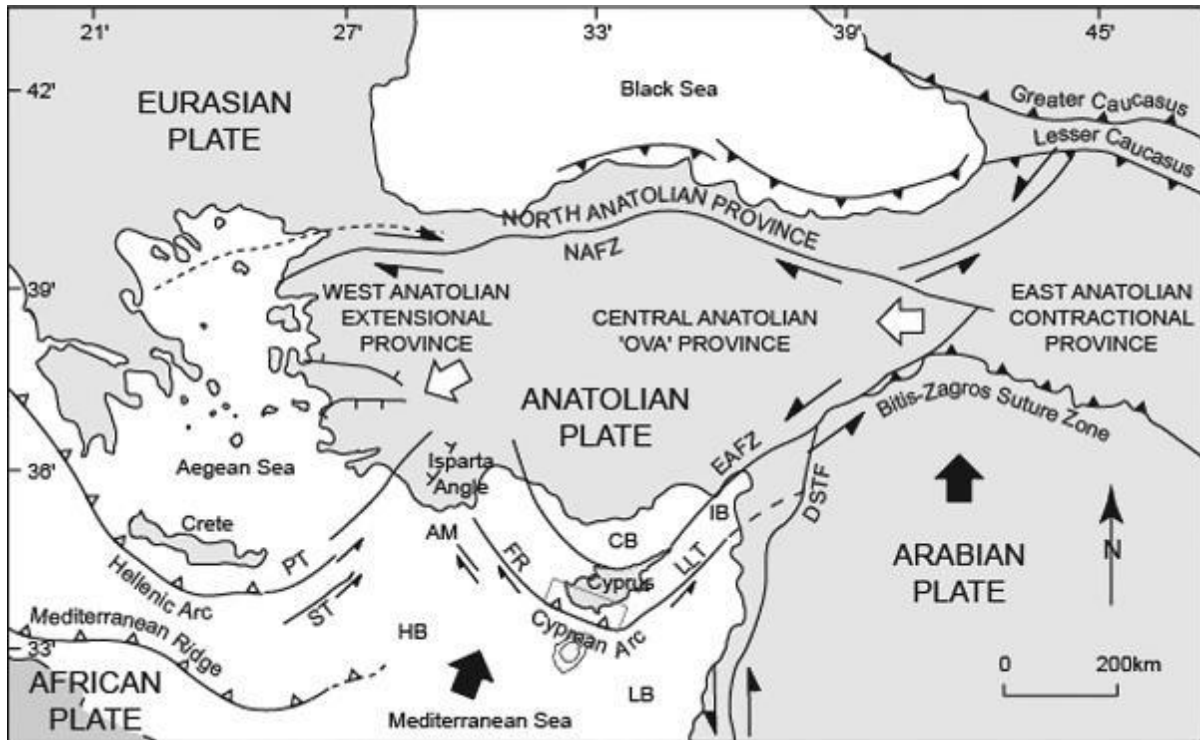 21'
27'
33'
39'
45'
42'
39'
36'
33'
EURASIAN
PLATE
Black Sea
Greater Caucasus
Lesser Caucasus
NORTH ANATOLIAN PROVINCE
NAFZ
WEST ANATOLIAN
EXTENSIONAL
PROVINCE
CENTRAL ANATOLIAN
'OVA' PROVINCE
EAST ANATOLIAN
CONTRACTIONAL
PROVINCE
ANATOLIAN
PLATE
Bitis-Zagros Suture Zone
Aegean Sea
Isparta
Angle
EAFZ
DSTF
IB
Crete
AM
CB
PT
FR
LLT
Cyprus
ARABIAN
PLATE
N
Hellenic Arc
ST
Mediterranean Ridge
HB
Cyprian Arc
AFRICAN
PLATE
LB
Mediterranean Sea
0
200km